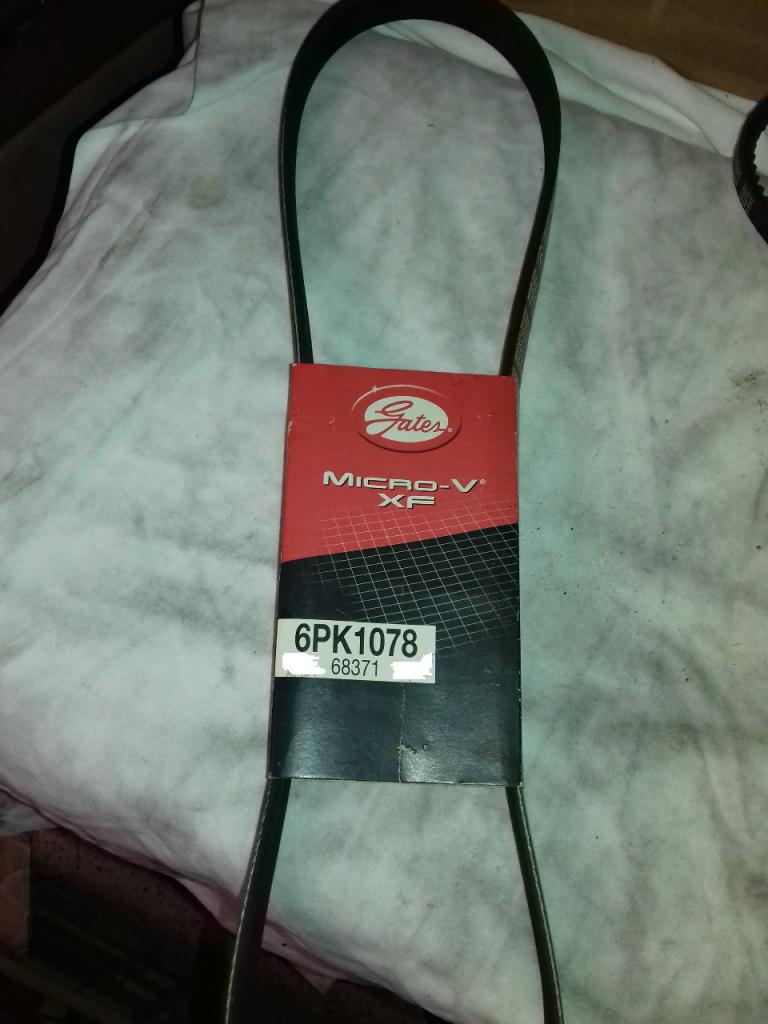 Gates®
MICRO-V®
XF
6PK1078
68371